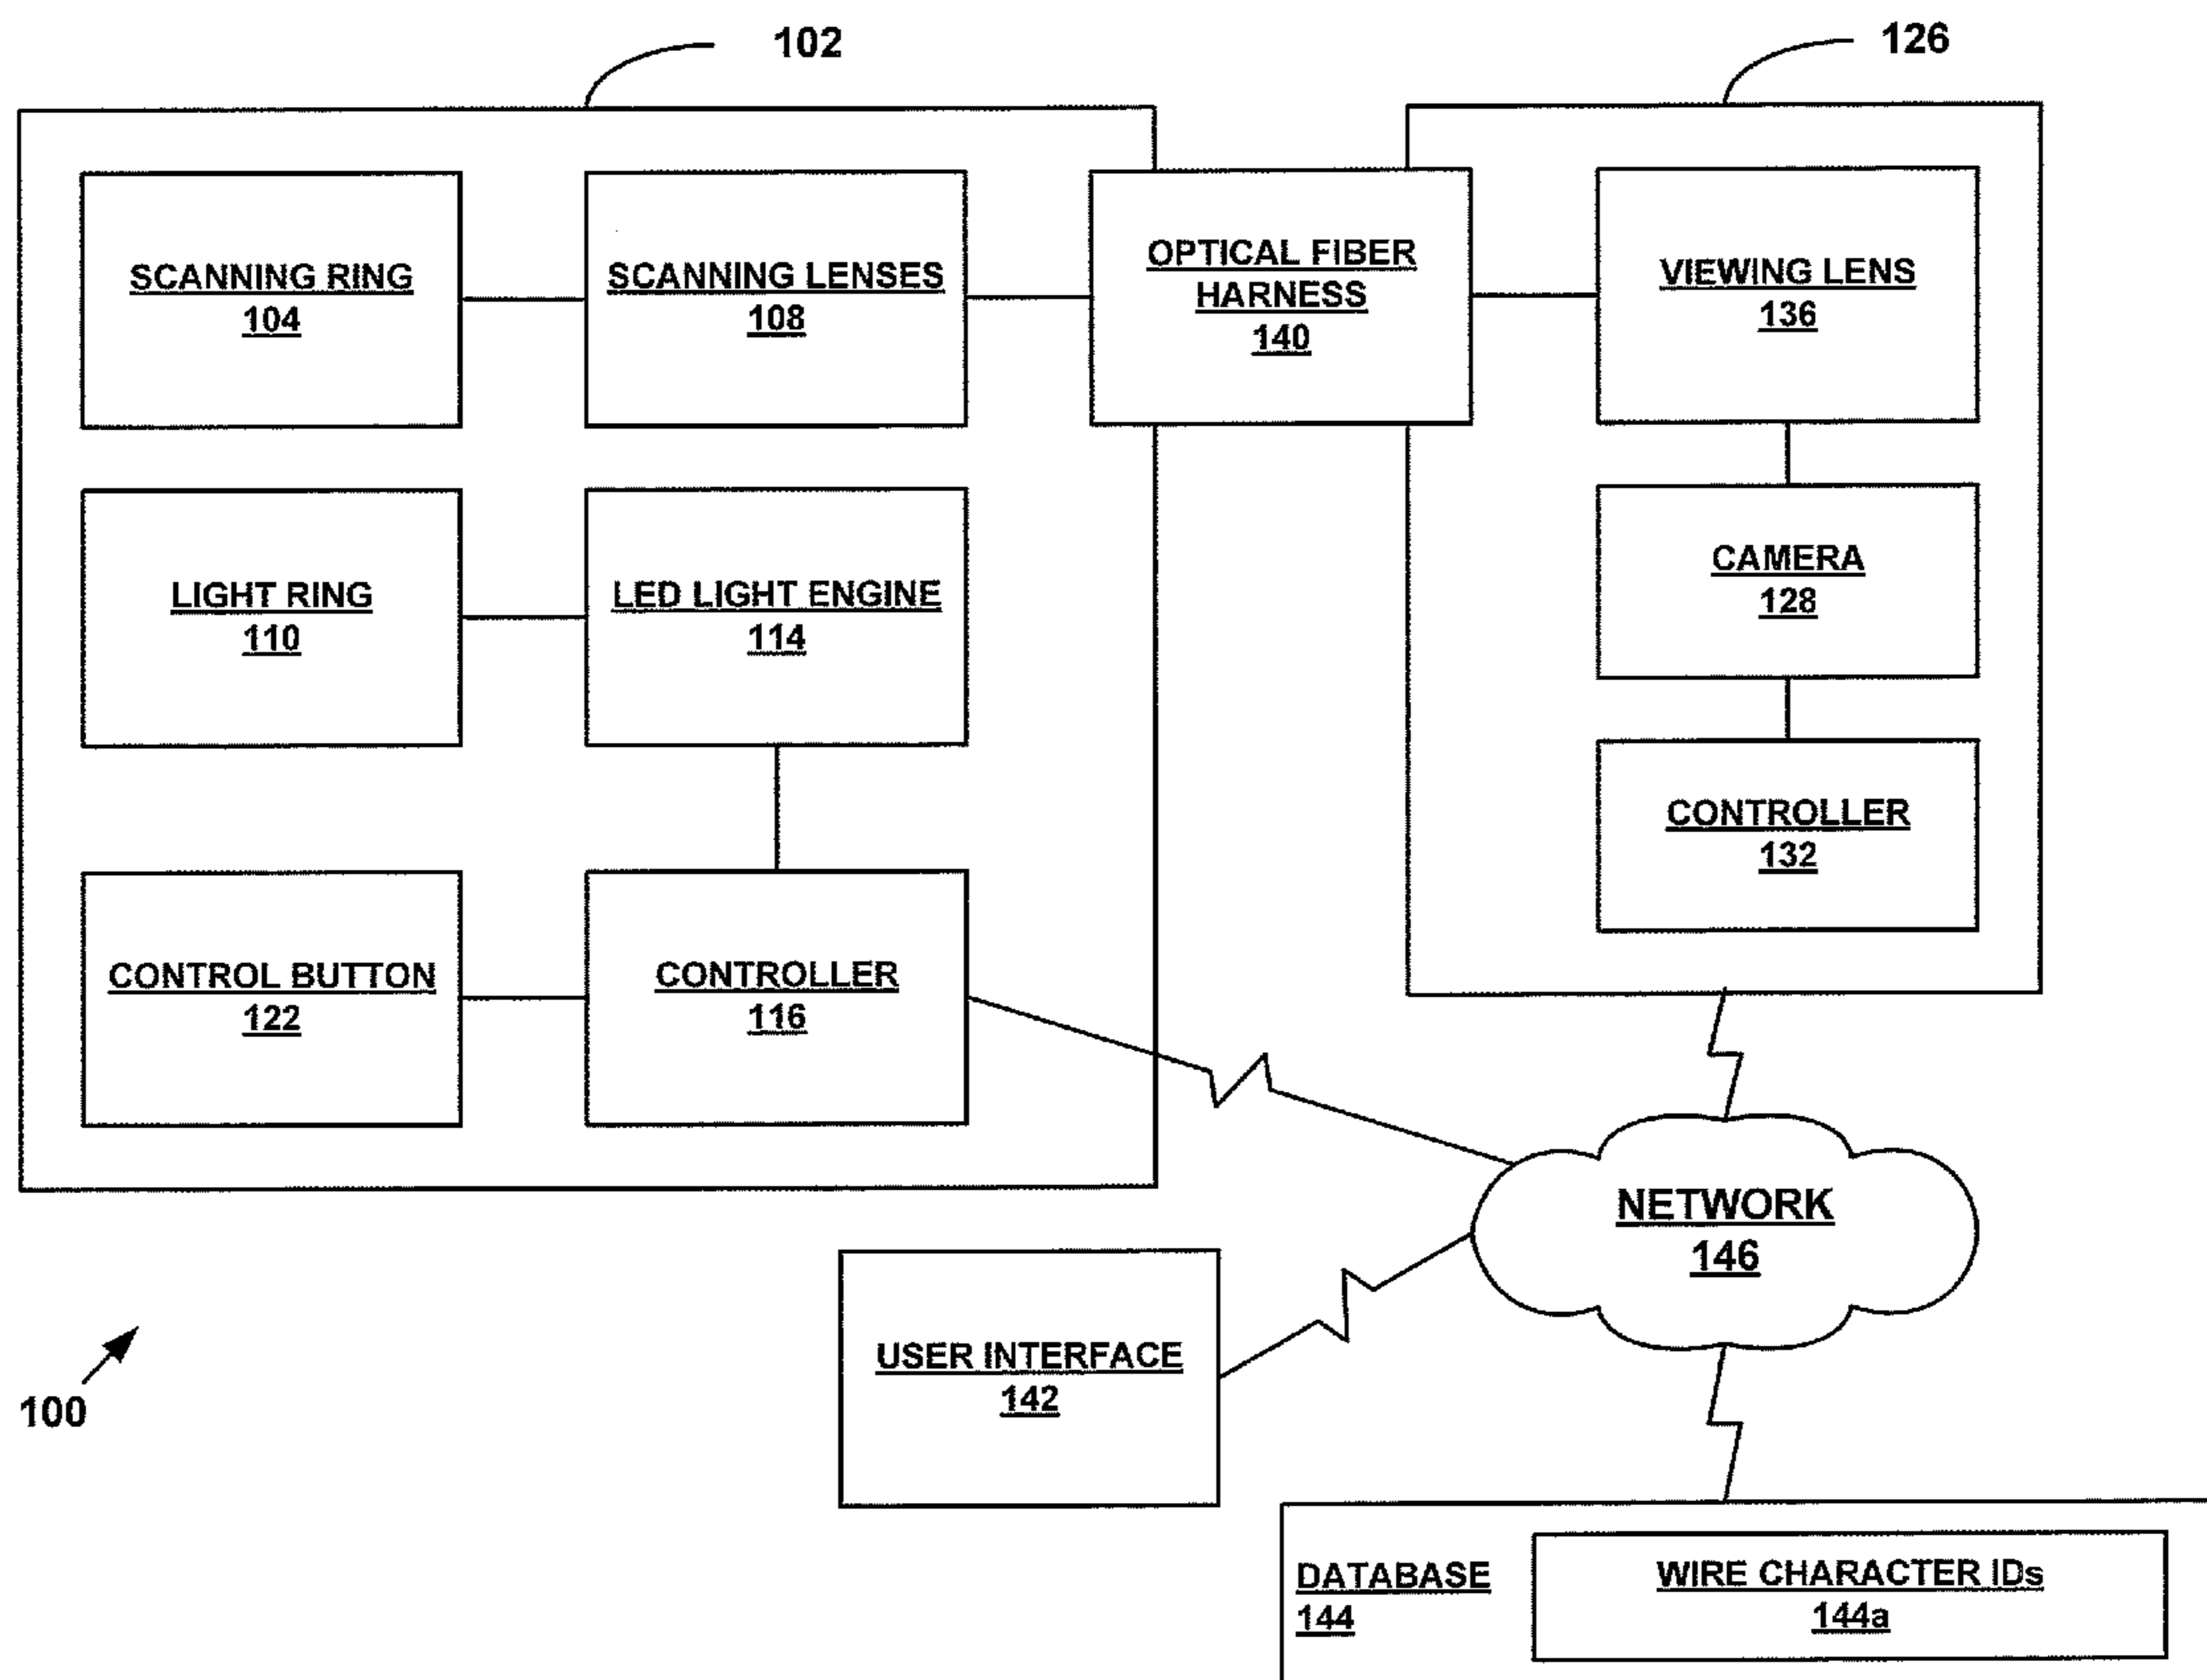 102
126
SCANNING RING
104
SCANNING LENSES
108
OPTICAL FIBER
HARNESS
140
VIEWING LENS
136
LIGHT RING
110
LED LIGHT ENGINE
114
CAMERA
128
CONTROLLER
132
CONTROL BUTTON
122
CONTROLLER
116
NETWORK
146
USER INTERFACE
142
100
DATABASE
144
WIRE CHARACTER IDs
144a